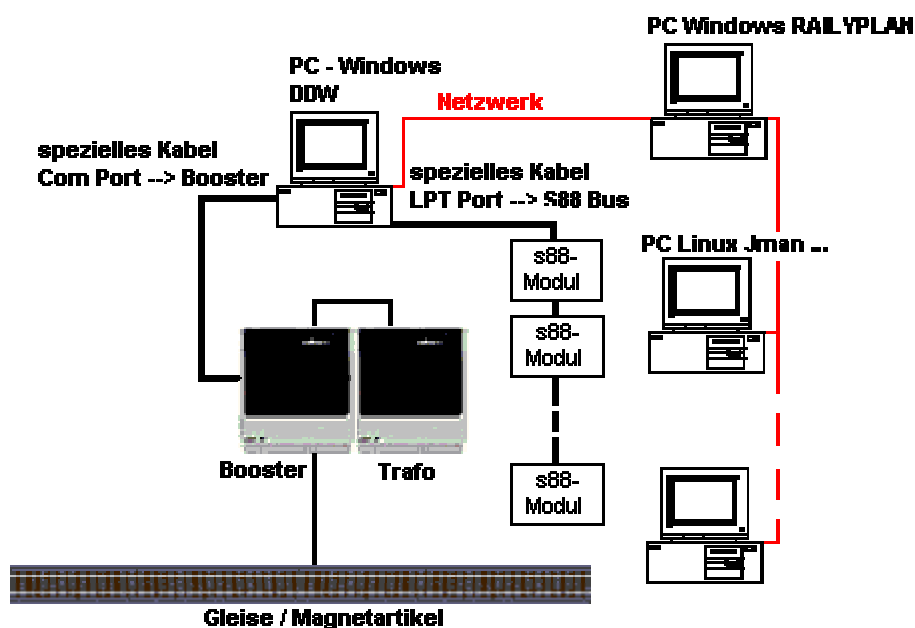 PC Windows RAILYPLAN
PC - Windows
DDW
Netzwerk
spezielles Kabel
Com Port --> Booster
spezielles Kabel
LPT Port --> S88 Bus
s88-
Modul
PC Linux Jman ...
s88-
Modul
Booster
Trafo
s88-
Modul
Gleise / Magnetartikel